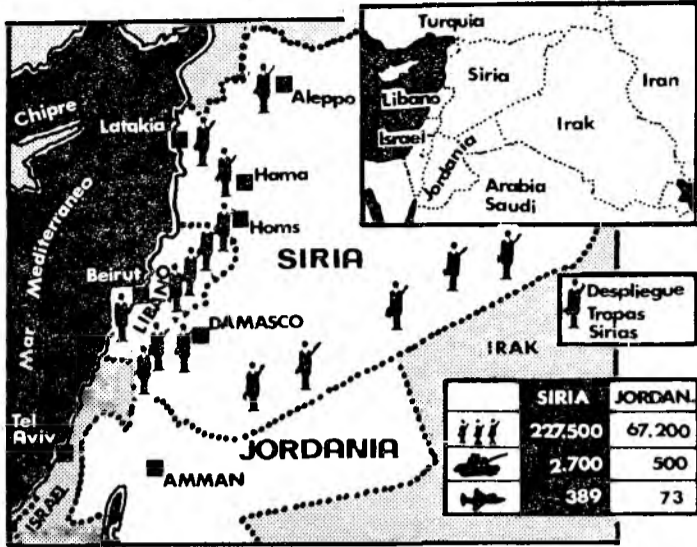 Turquia
Siria
Iran
Libano
Irak
Israel
Jordania
Arabia
Saudi
Chipre
Aleppo
Latakia
Hama
Homs
Mar Mediterraneo
SIRIA
Beirut
LIBANO
DAMASCO
Despliegue
Tropas
Sirias
IRAK
Tel
Aviv
JORDANIA
AMMAN
ISRAEL
SIRIA JORDAN.
227.500 67.200
2.700 500
389 73